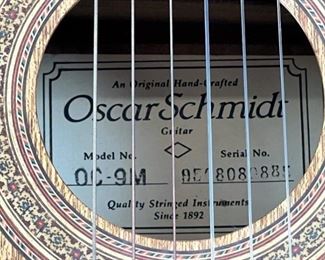 An Original Hand-Crafted
Oscar Schmidt
Guitar
Model No. Serial No.
OC-9M
Quality Stringed Instruments
Since 1892